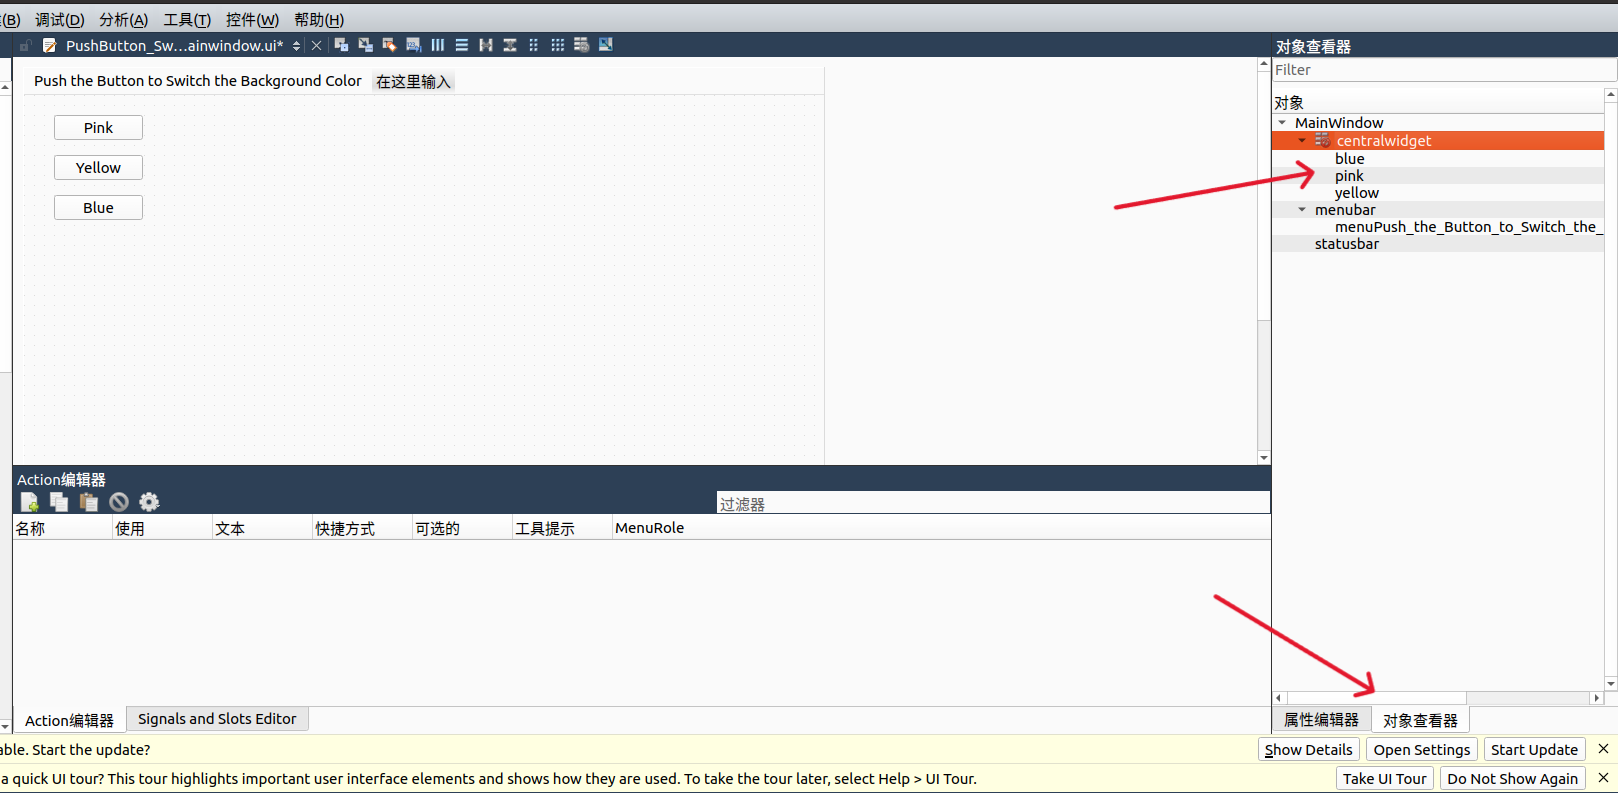 (B) 调试(D) 分析(A) 工具(T) 控件(W) 帮助(H)
PushButton_Sw...ainwindow.ui*
对象查看器
Filter
Push the Button to Switch the Background Color 在这里输入
对象
Pink
Yellow
Blue
MainWindow
centralwidget
blue
pink
yellow
menubar
menuPush_the_Button_to_Switch_the_
statusbar
Action编辑器
过滤器
名称 使用 文本 快捷方式 可选的 工具提示 MenuRole
Action编辑器 Signals and Slots Editor
属性编辑器 对象查看器
able. Start the update? Show Details Open Settings Start Update
a quick UI tour? This tour highlights important user interface elements and shows how they are used. To take the tour later, select Help > UI Tour. Take UI Tour Do Not Show Again